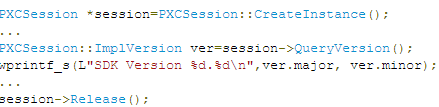 PXCSession *session=PXCSession::CreateInstance();
...
PXCSession::ImplVersion ver=session->QueryVersion();
wprintf_s(L"SDK Version %d.%d\n",ver.major, ver.minor);
...
session->Release();